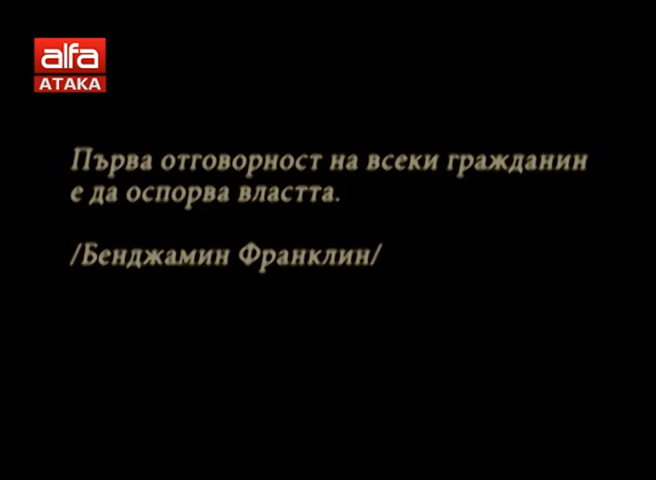 alfa
АТАКА
Първа отговорност на всеки гражданин
е да оспорва властта.
/Бенджамин Франклин/